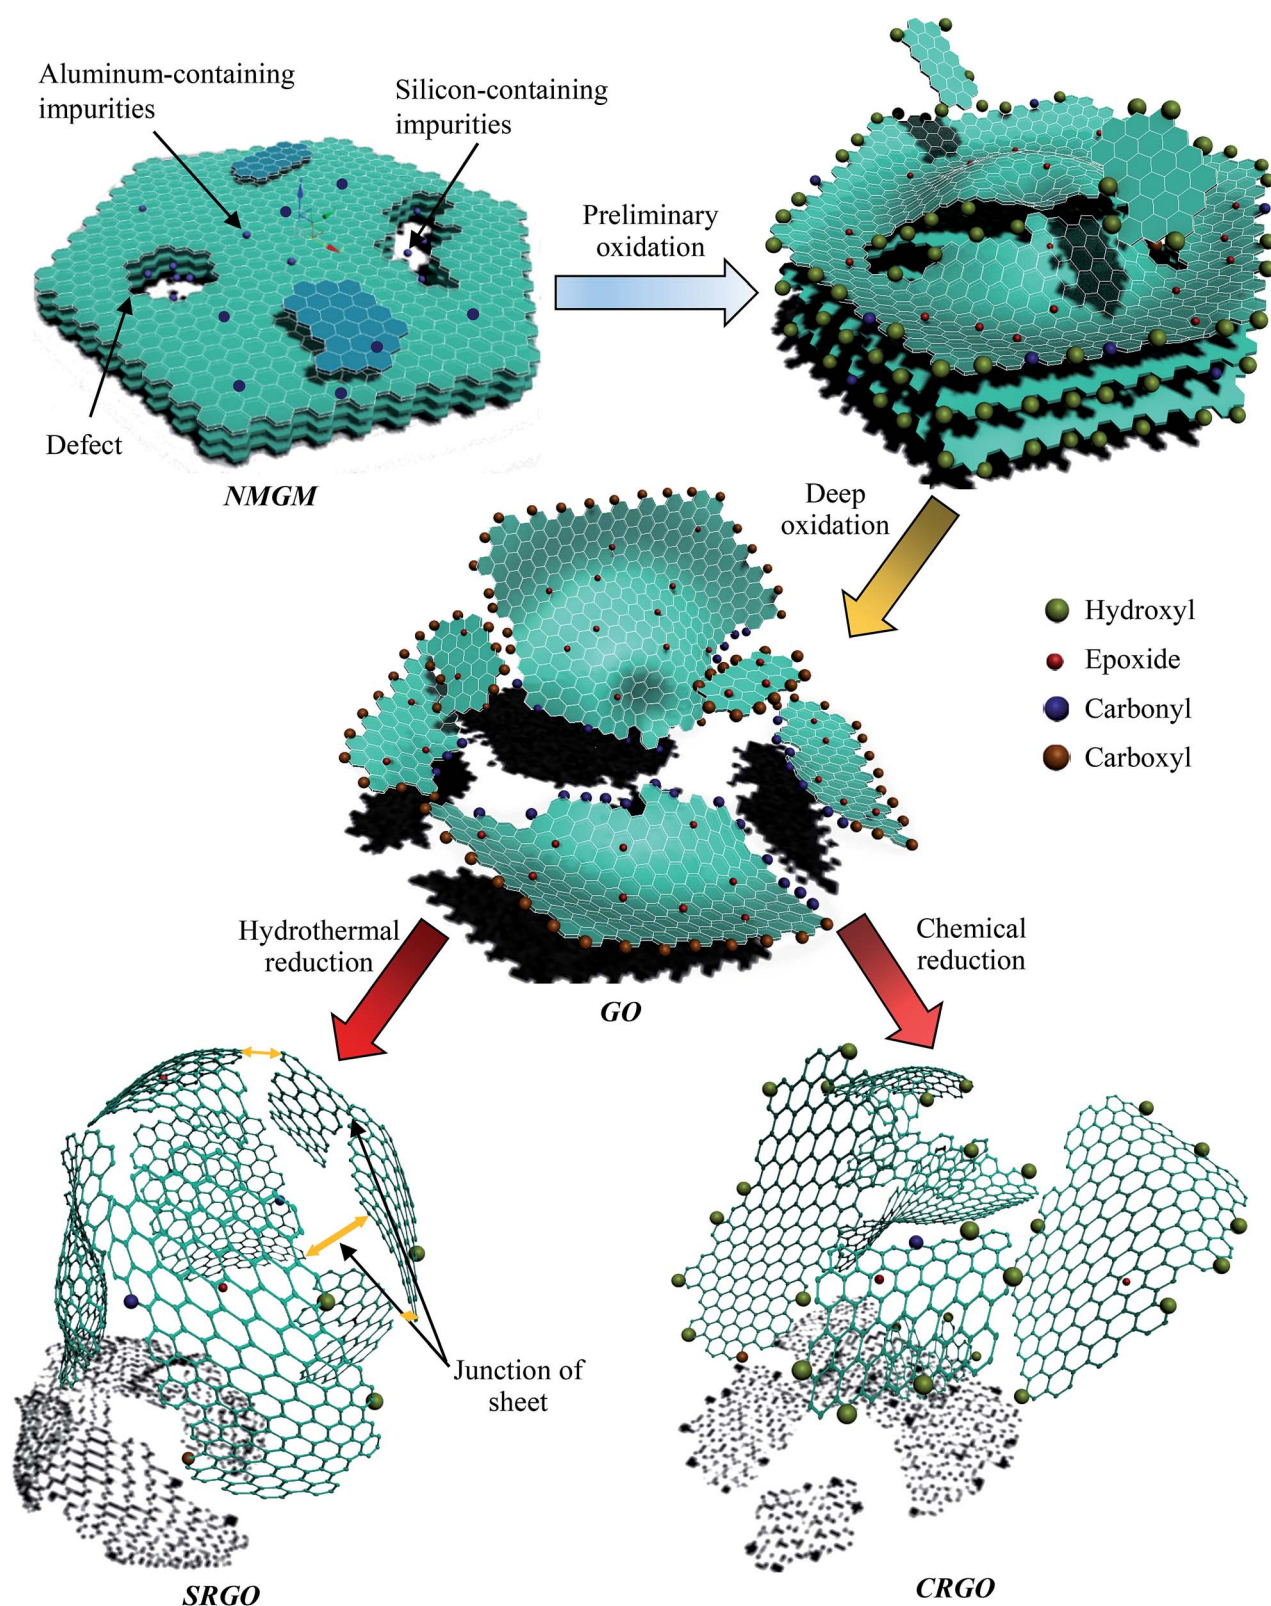 Aluminum-containing
impurities
Silicon-containing
impurities
Defect
NMGM
Preliminary
oxidation
Deep
oxidation
Hydroxyl
Epoxide
Carbonyl
Carboxyl
GO
Hydrothermal
reduction
Chemical
reduction
Junction of
sheet
SRGO
CRGO